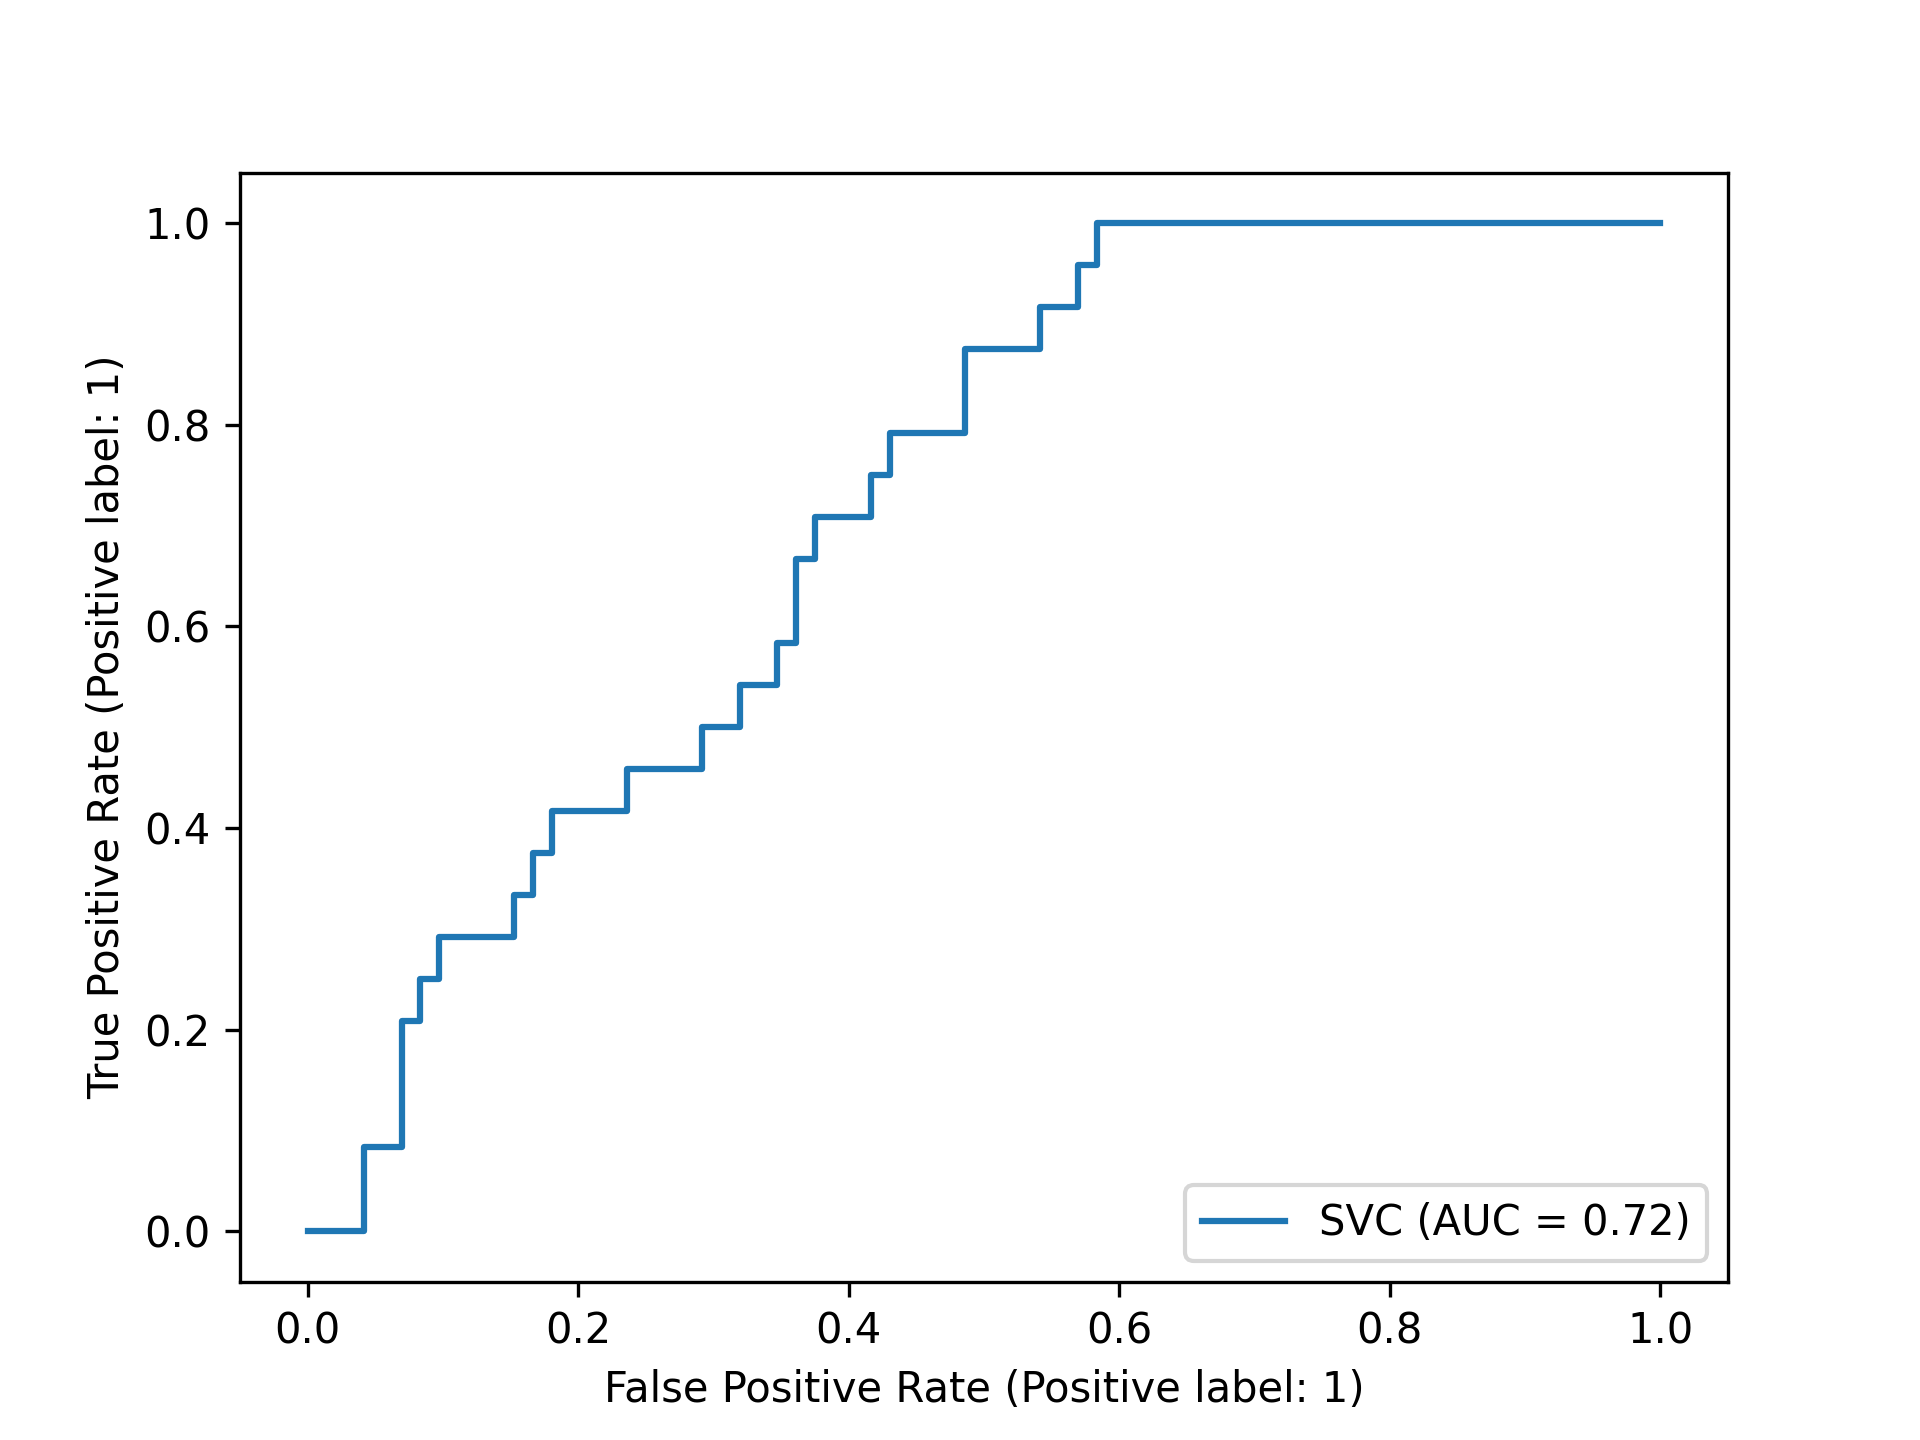 1.0
0.8
0.6
0.4
0.2
0.0
True Positive Rate (Positive label: 1)
SVC (AUC = 0.72)
0.0 0.2 0.4 0.6 0.8 1.0
False Positive Rate (Positive label: 1)